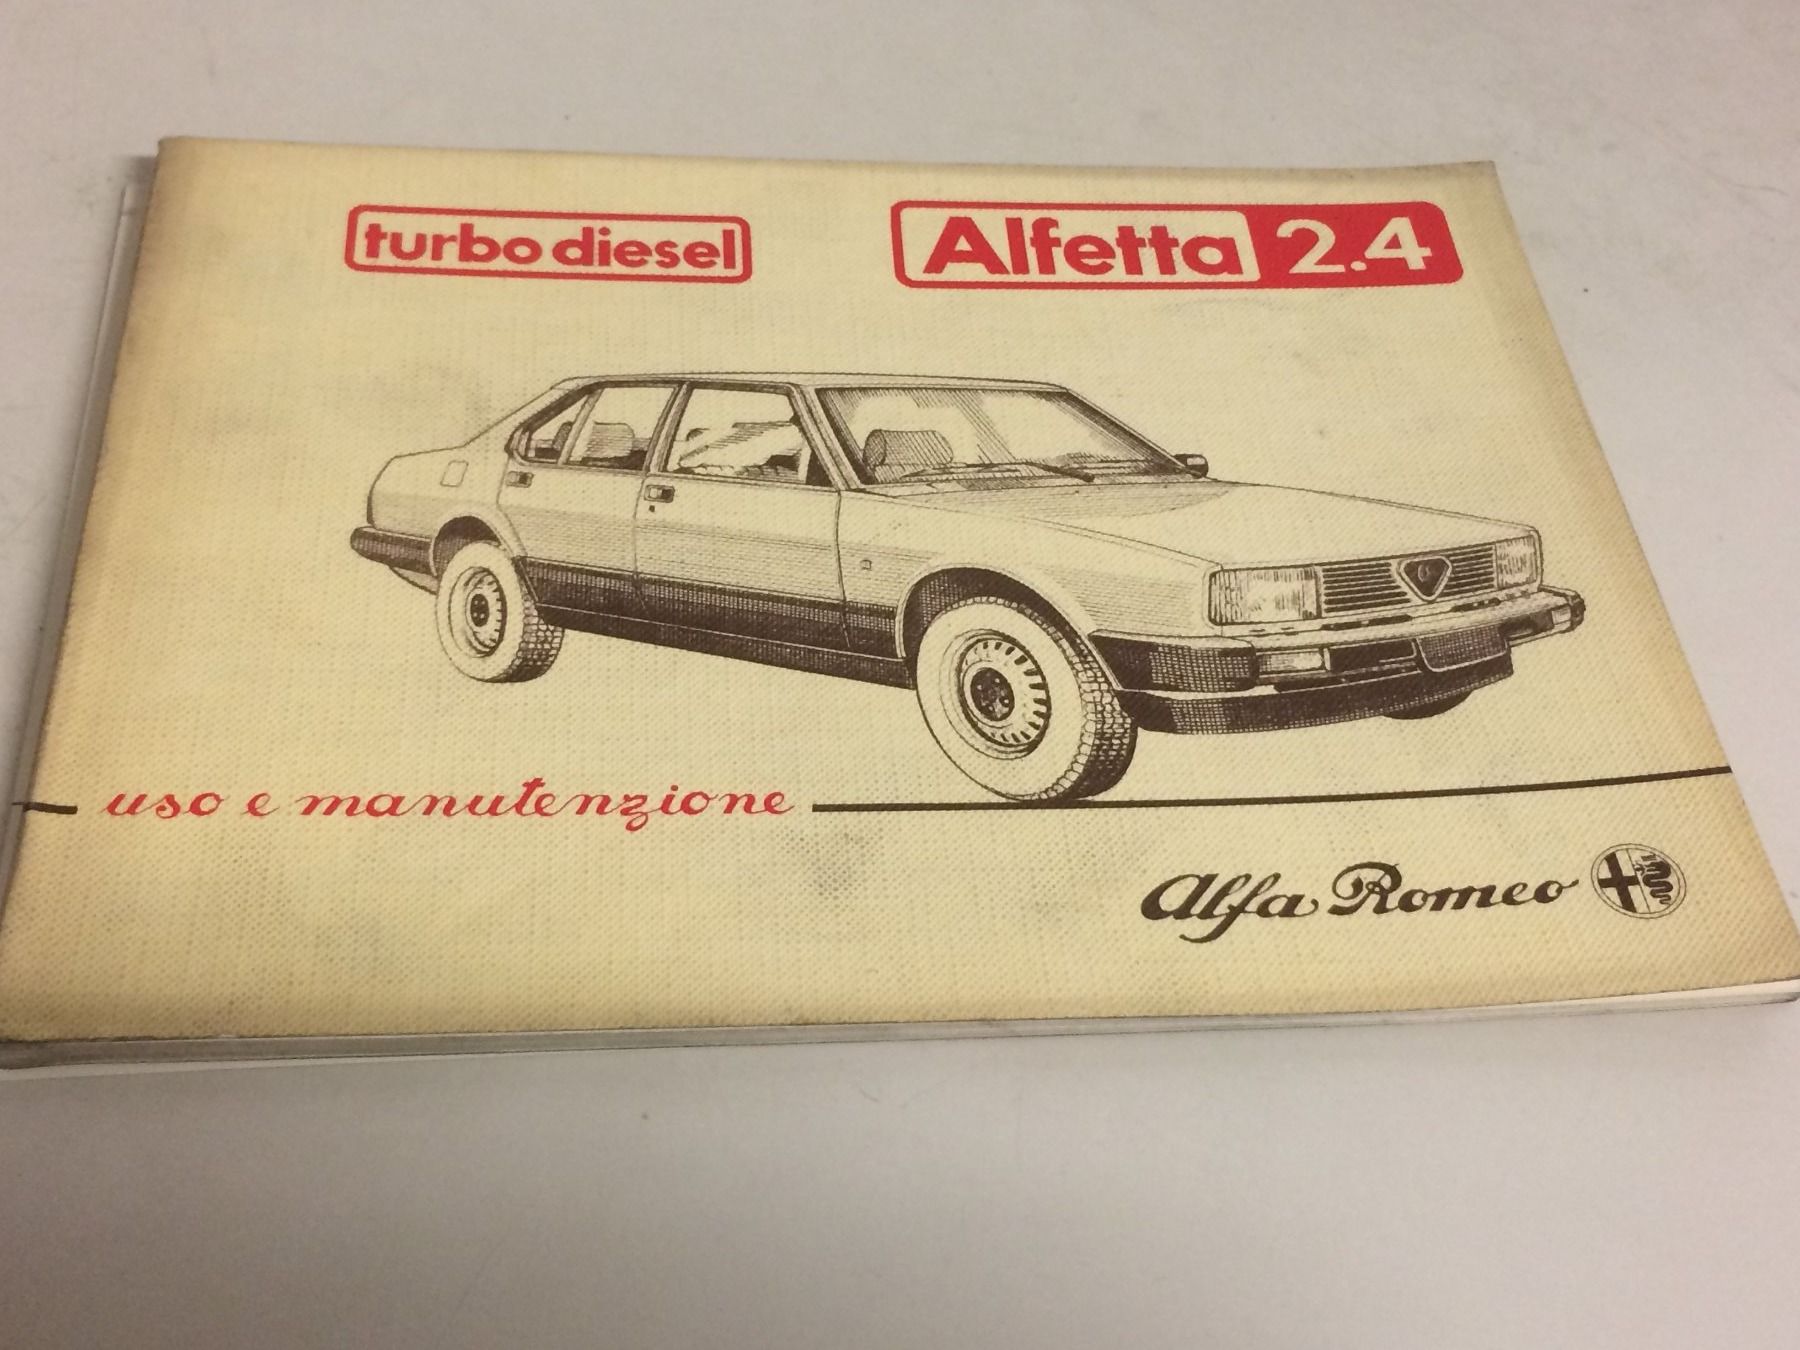 turbo diesel
Alfetta 2.4
uso e manutenzione
Alfa Romeo